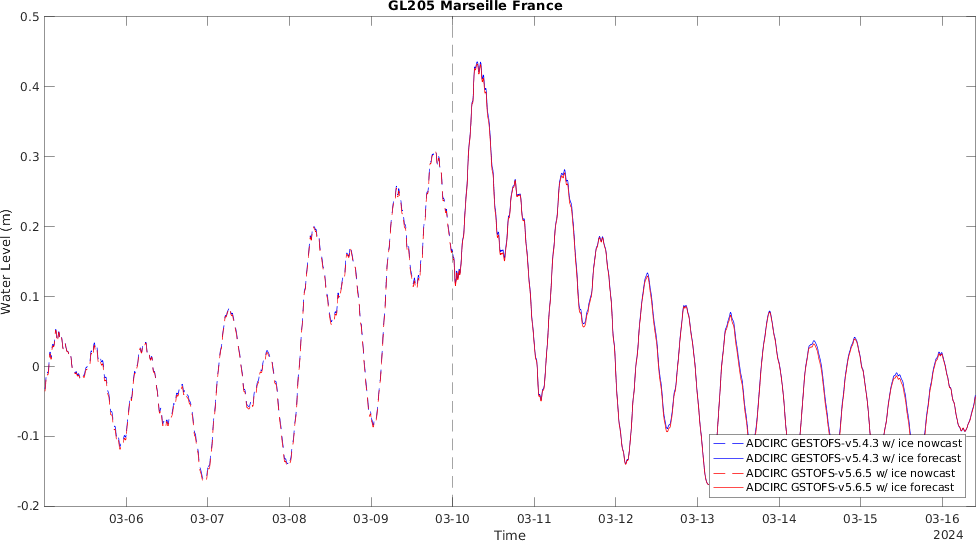 GL205 Marseille France
0.5
0.4
0.3
0.2
0.1
0
-0.1
-0.2
Water Level (m)
ADCIRC GESTOFS-v5.4.3 w/ ice nowcast
ADCIRC GESTOFS-v5.4.3 w/ ice forecast
ADCIRC GSTOFS-v5.6.5 w/ ice nowcast
ADCIRC GSTOFS-v5.6.5 w/ ice forecast
03-06 03-07 03-08 03-09 03-10 03-11 03-12 03-13 03-14 03-15 03-16
Time
2024